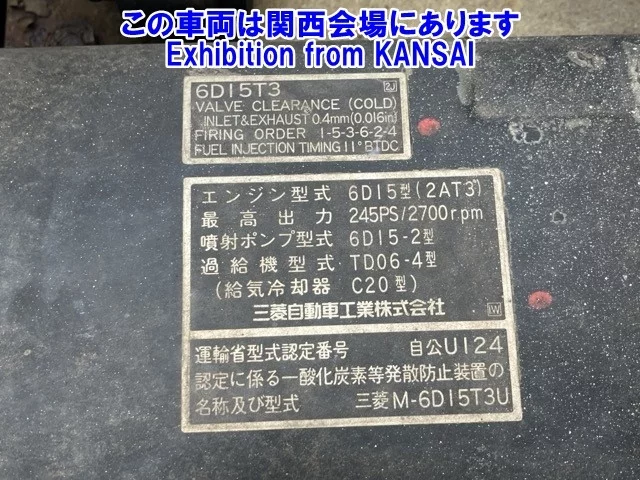 この車両は関西会場にあります
Exhibition from KANSAI
6D15T3 2J
VALVE CLEARANCE (COLD)
INLET&EXHAUST 0.4mm(0.016in)
FIRING ORDER 1-5-3-6-2-4
FUEL INJECTION TIMING 11° BTDC
エンジン型式 6D15型(2AT3)
最高出力 245PS/2700rpm
噴射ポンプ型式 6D15-2型
過給機型式 TD06-4型
(給気冷却器 C20型)
三菱自動車工業株式会社 1W
運輸省型式認定番号 自公U124
認定に係る一酸化炭素等発散防止装置の
名称及び型式 三菱M-6D15T3U